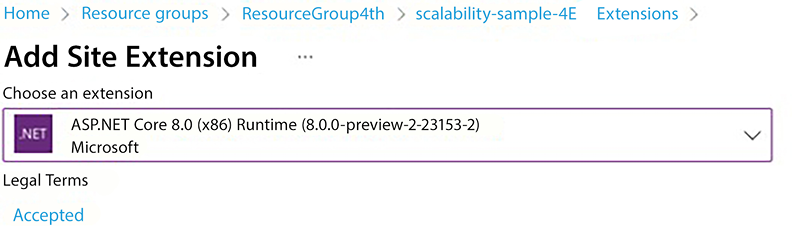 Home > Resource groups > ResourceGroup4th > scalability-sample-4E Extensions >
Add Site Extension ...
Choose an extension
.NET
ASP.NET Core 8.0 (x86) Runtime (8.0.0-preview-2-23153-2)
Microsoft
Legal Terms
Accepted